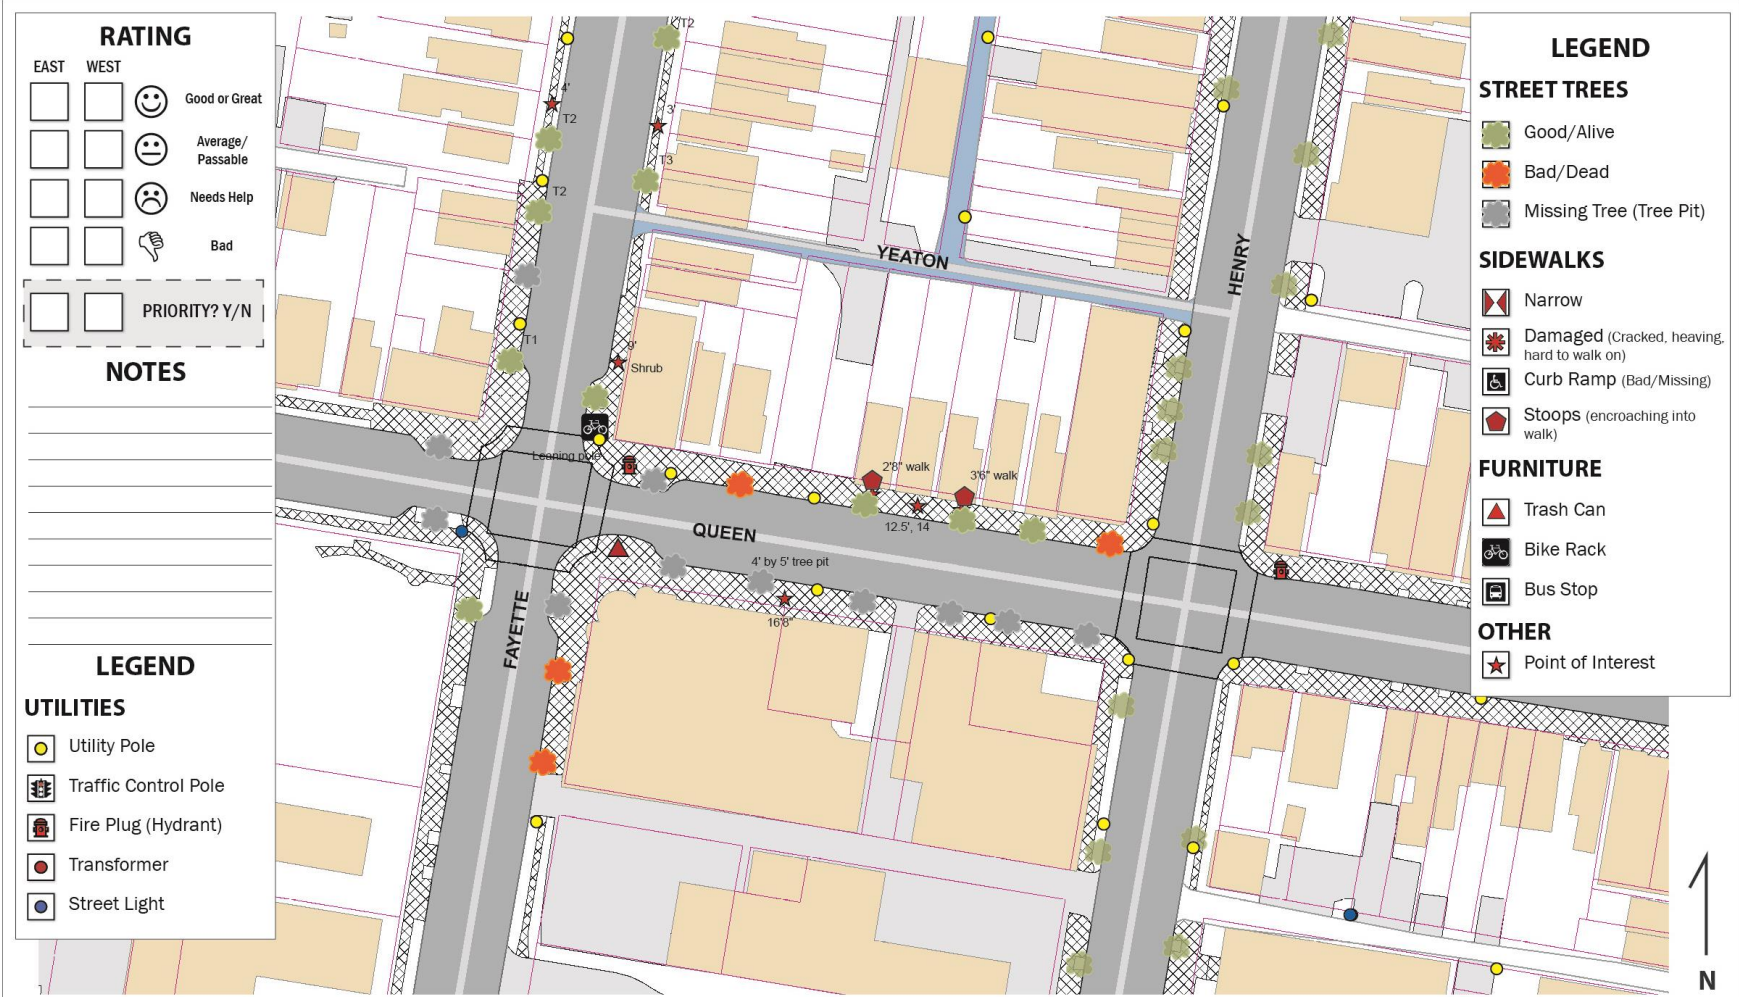 RATING
EAST WEST
Good or Great
Average/
Passable
Needs Help
Bad
PRIORITY? Y/N
NOTES
LEGEND
UTILITIES
Utility Pole
Traffic Control Pole
Fire Plug (Hydrant)
Transformer
Street Light
T2
4'
T2
3'
T3
T2
YEATON
HENRY
T1
9'
Shrub
Leaning pole
2'8" walk
3'6" walk
12.5', 14
QUEEN
4' by 5' tree pit
16'8"
FAYETTE
LEGEND
STREET TREES
Good/Alive
Bad/Dead
Missing Tree (Tree Pit)
SIDEWALKS
Narrow
Damaged (Cracked, heaving,
hard to walk on)
Curb Ramp (Bad/Missing)
Stoops (encroaching into
walk)
FURNITURE
Trash Can
Bike Rack
Bus Stop
OTHER
Point of Interest
N